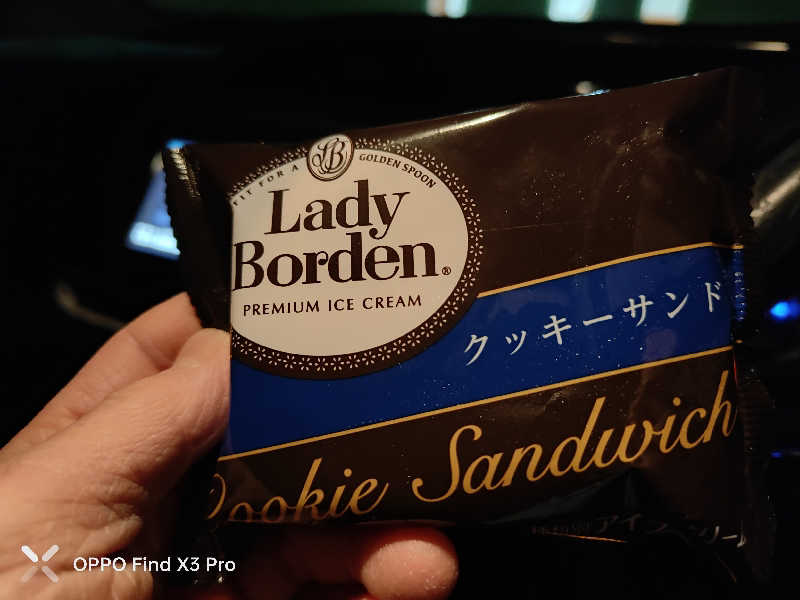 LB
FIT FOR A GOLDEN SPOON
Lady
Borden®
PREMIUM ICE CREAM
クッキーサンド
Cookie Sandwich
OPPO Find X3 Pro